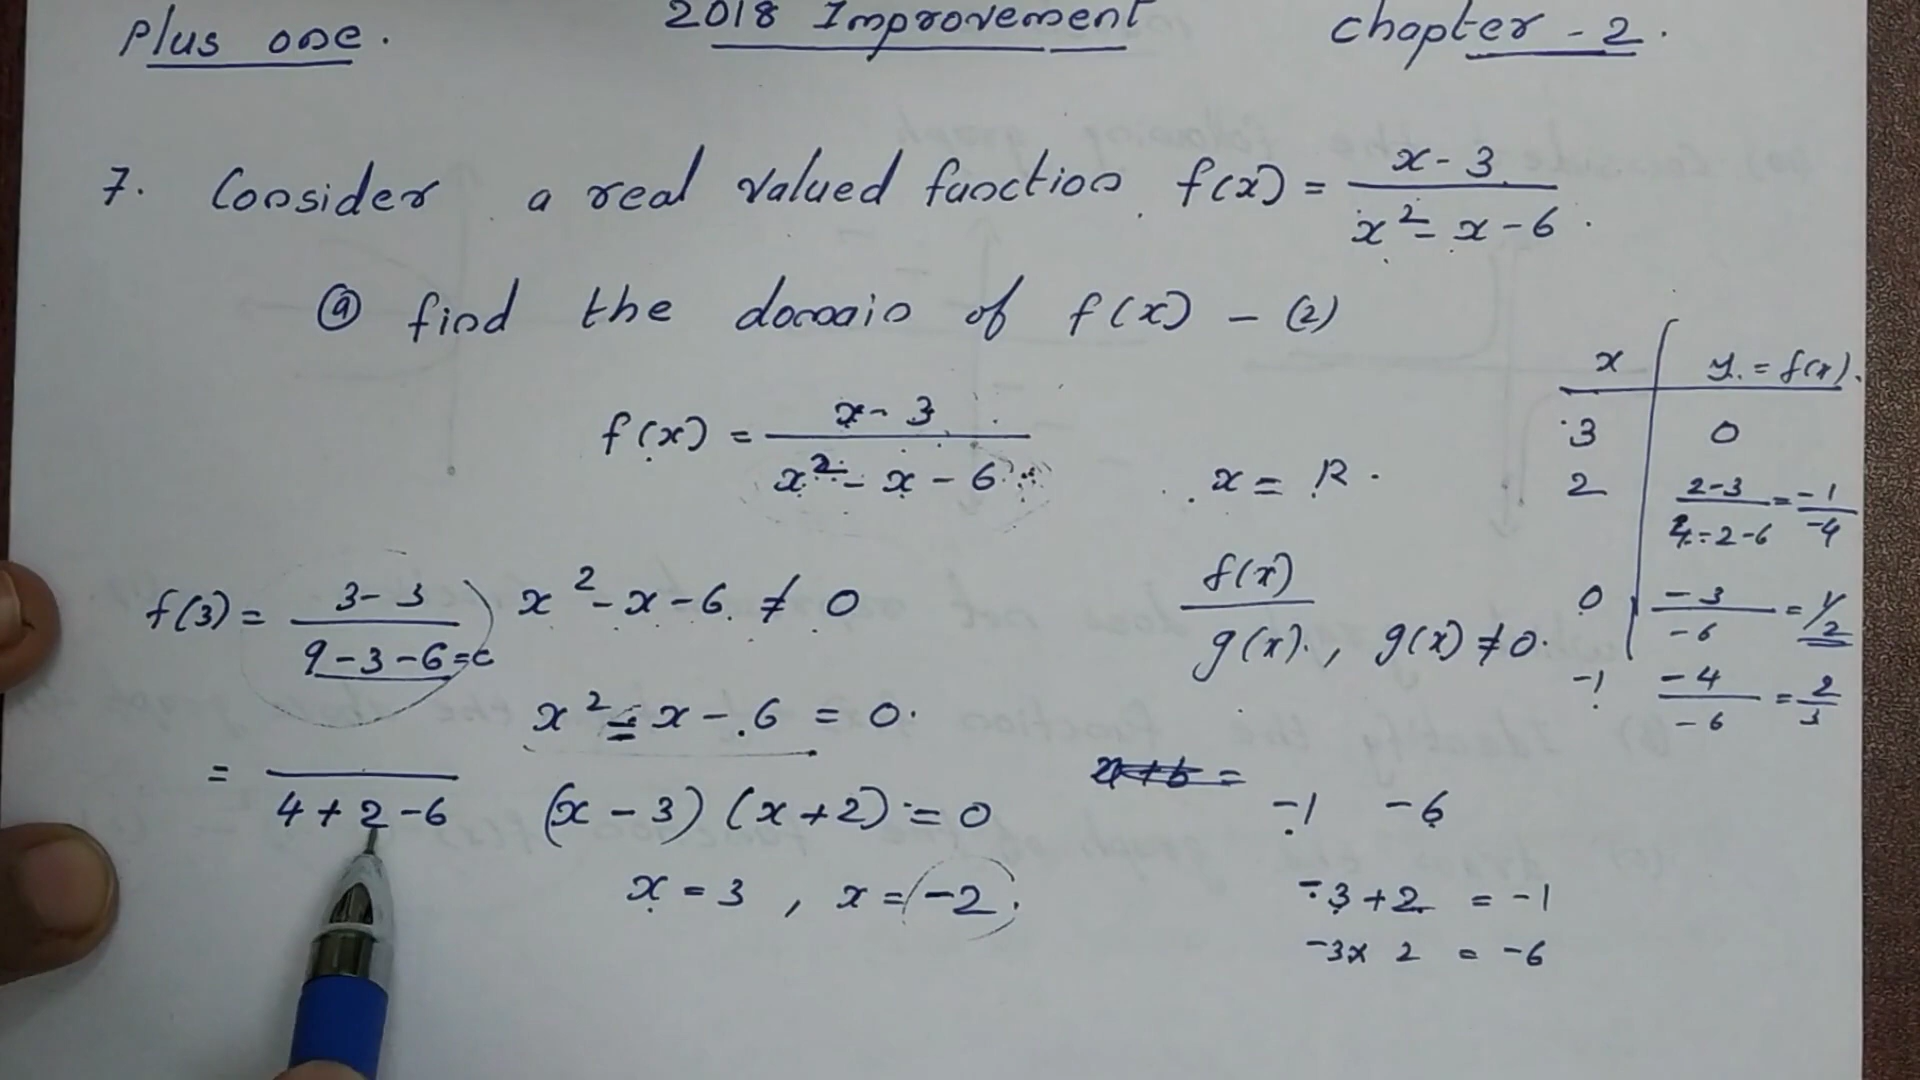 Plus one. 2018 Improvement Chapter - 2.
7. Consider a real valued function f(x) = (x - 3)/(x² - x - 6).
ⓐ find the domain of f(x) - (2)
f(x) = (x - 3)/(x² - x - 6)
x = R.
f(x)/g(x), g(x) ≠ 0.
f(3) = (3 - 3)/(9 - 3 - 6 =
x² - x - 6 ≠ 0
x² - x - 6 = 0.
= 4 + 2 - 6
(x - 3) (x + 2) = 0
x = 3, x = -2.
-1 -6
-3 + 2 = -1
-3 x 2 = -6
x | y = f(x).
3 | 0
2 | (2-3)/(4-2-6) = -1/-4
0 | -3/-6 = 1/2
-1 | -4/-6 = 2/3